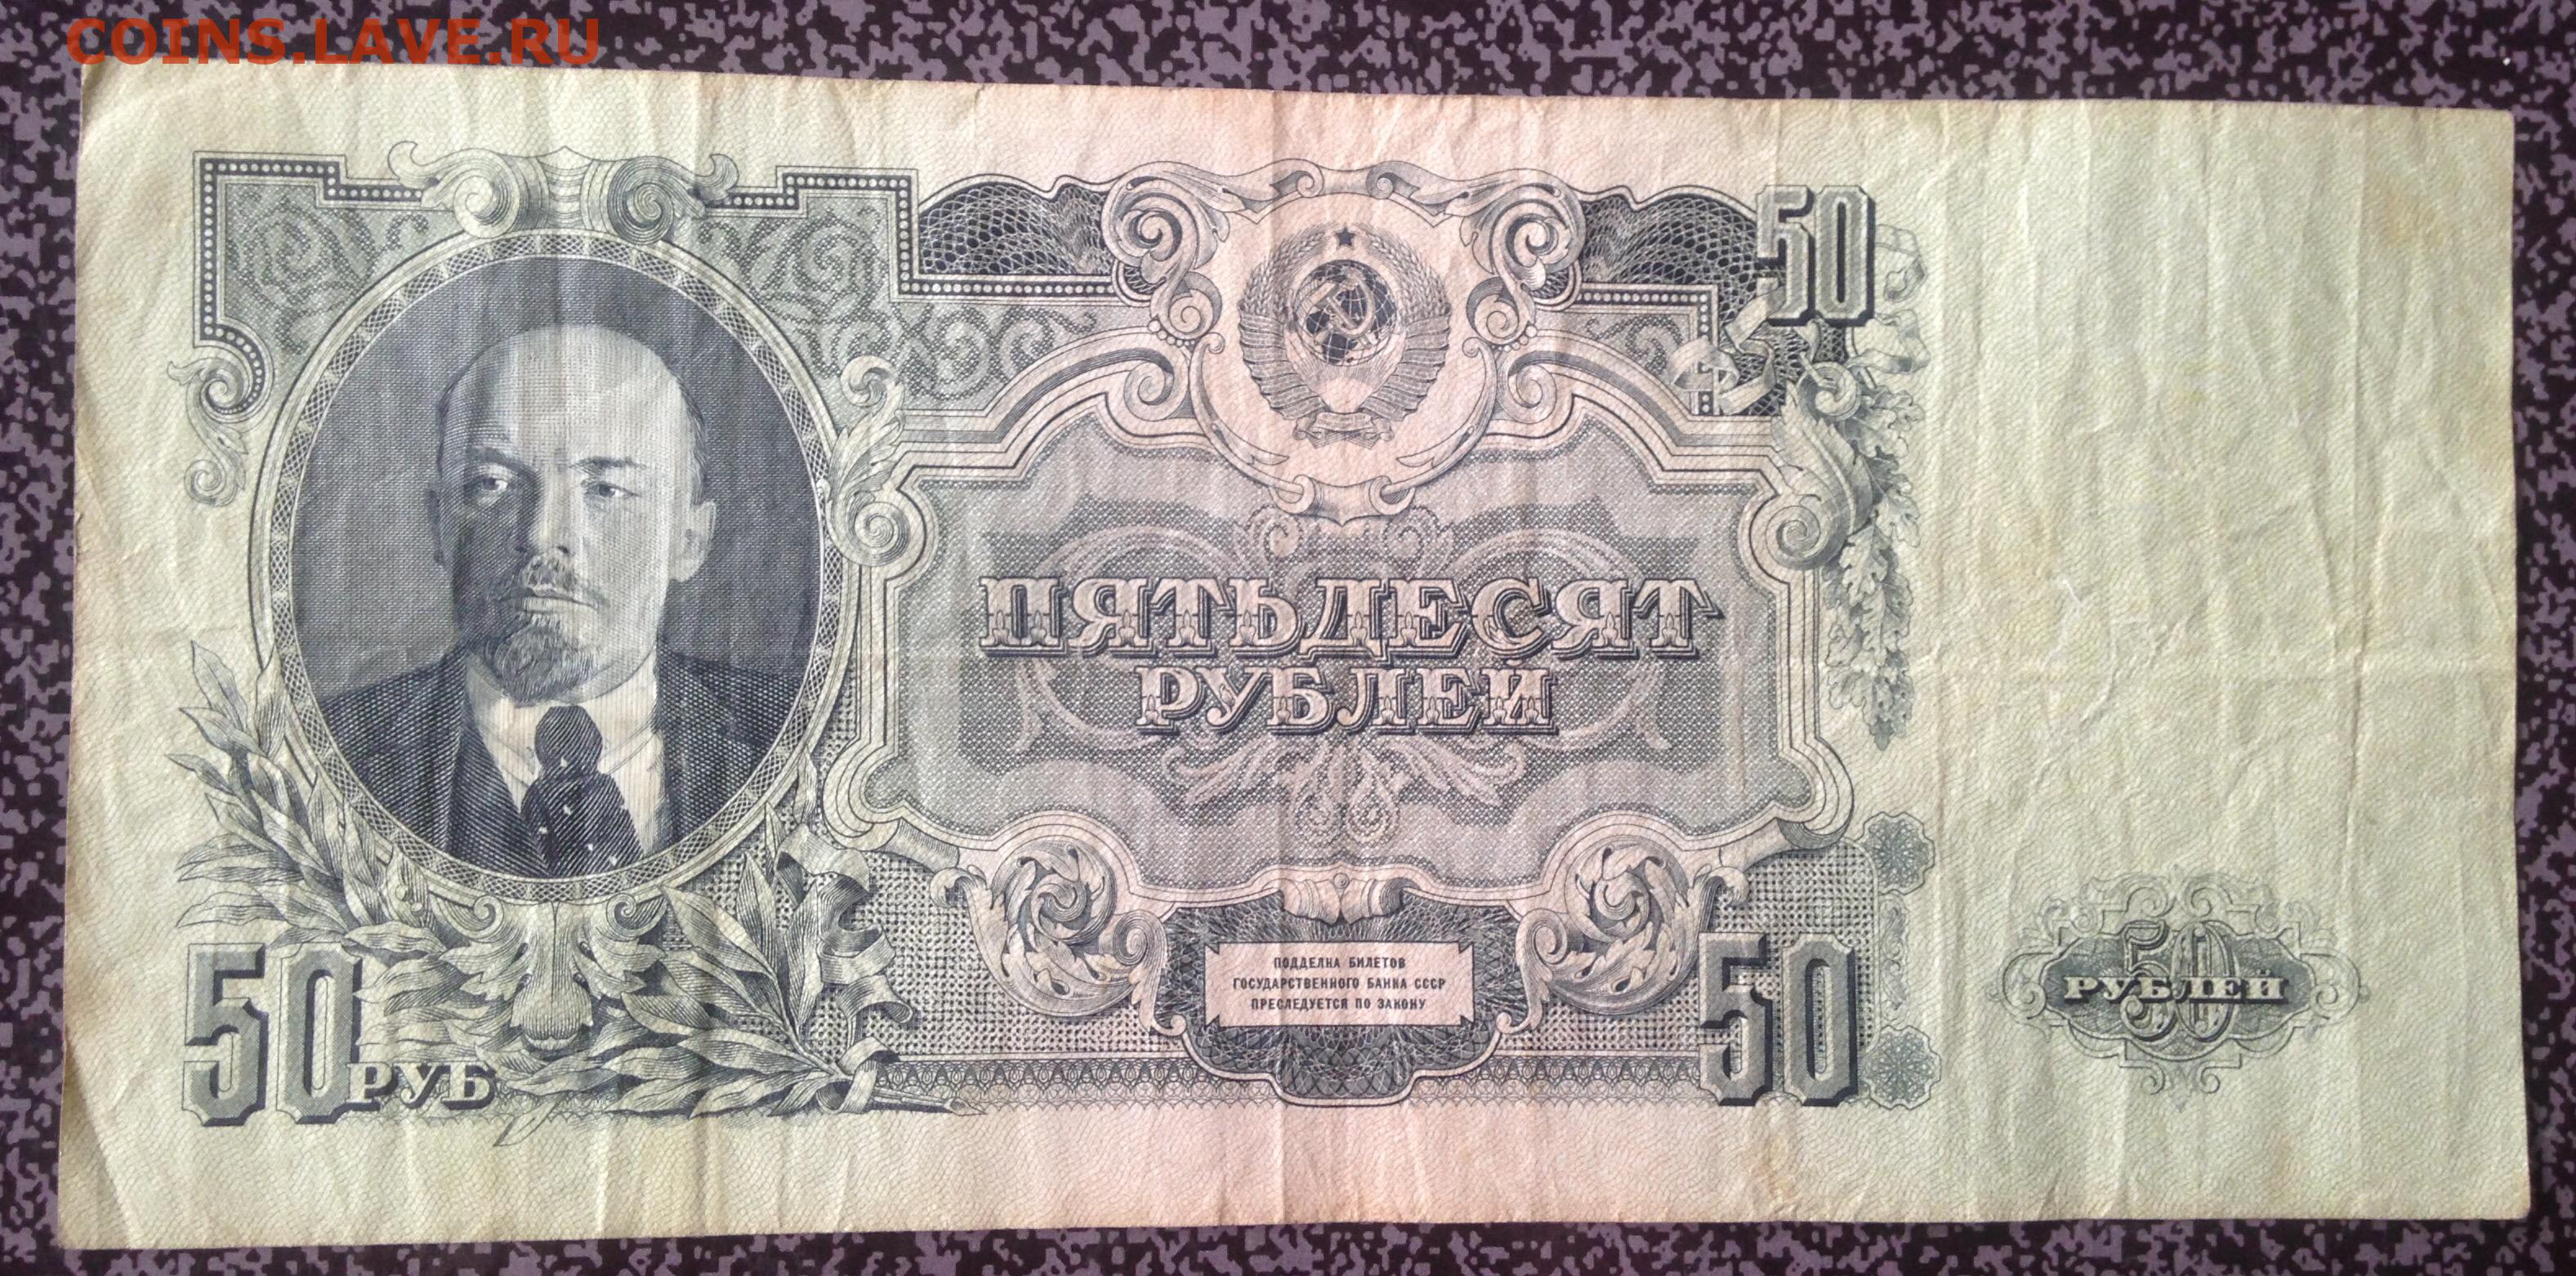 COINS.LAVE.RU
50
ПЯТЬДЕСЯТ
РУБЛЕЙ
ПОДДЕЛКА БИЛЕТОВ
ГОСУДАРСТВЕННОГО БАНКА СССР
ПРЕСЛЕДУЕТСЯ ПО ЗАКОНУ
50 РУБ
50
50
РУБЛЕЙ